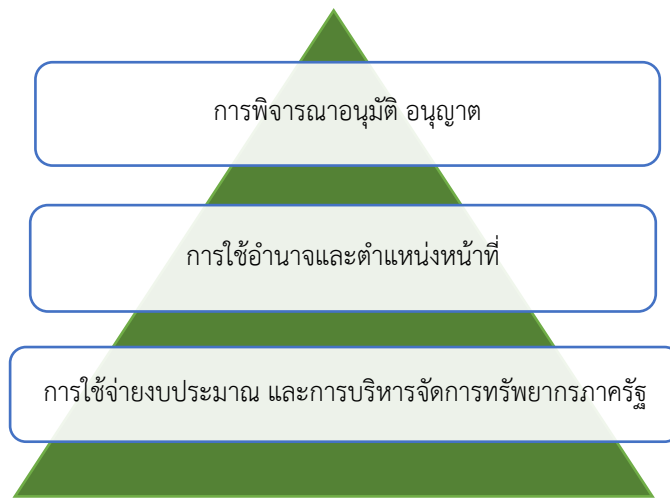 การพิจารณาอนุมัติ อนุญาต
การใช้อำนาจและตำแหน่งหน้าที่
การใช้จ่ายงบประมาณ และการบริหารจัดการทรัพยากรภาครัฐ